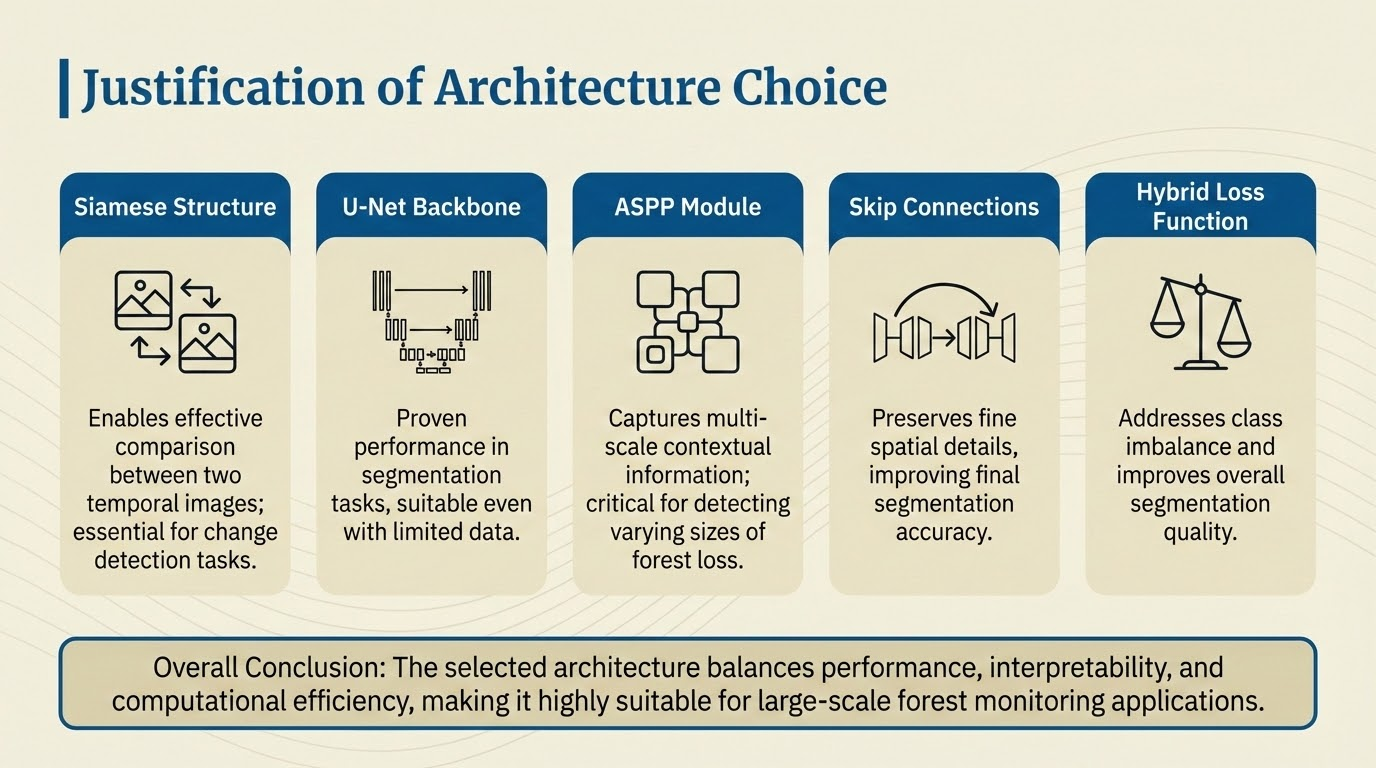 Justification of Architecture Choice
Siamese Structure
Enables effective
comparison
between two
temporal images;
essential for change
detection tasks.
U-Net Backbone
Proven
performance in
segmentation
tasks, suitable even
with limited data.
ASPP Module
Captures multi-
scale contextual
information;
critical for detecting
varying sizes of
forest loss.
Skip Connections
Preserves fine
spatial details,
improving final
segmentation
accuracy.
Hybrid Loss
Function
Addresses class
imbalance and
improves overall
segmentation
quality.
Overall Conclusion: The selected architecture balances performance, interpretability, and
computational efficiency, making it highly suitable for large-scale forest monitoring applications.